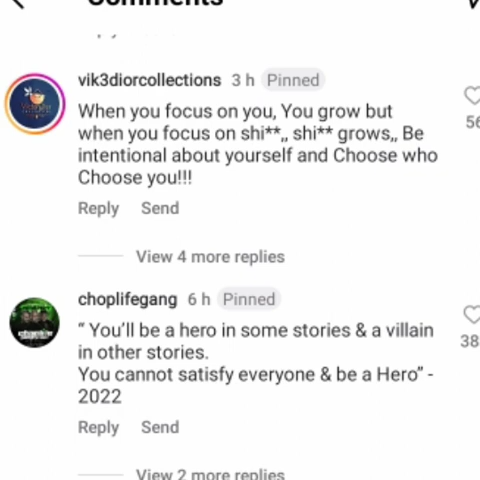 Comments
vik3diorcollections 3 h Pinned
When you focus on you, You grow but
when you focus on shi**,, shi** grows,, Be
intentional about yourself and Choose who
Choose you!!!
Reply Send
View 4 more replies
choplifegang 6 h Pinned
“ You’ll be a hero in some stories & a villain
in other stories.
You cannot satisfy everyone & be a Hero” -
2022
Reply Send
View 2 more replies